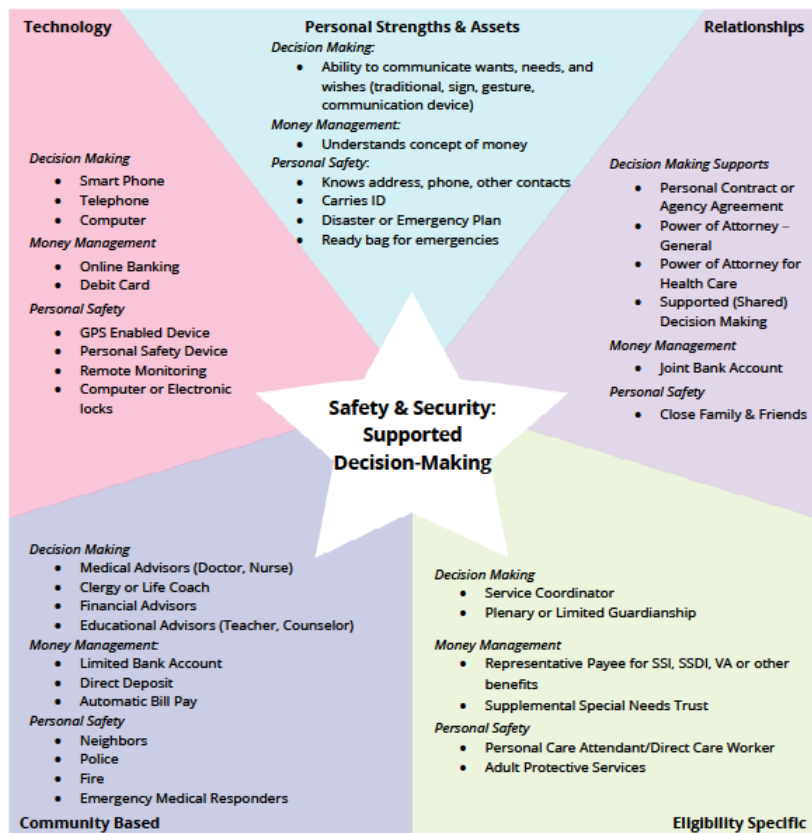 Technology
Personal Strengths & Assets
Relationships
Decision Making:
• Ability to communicate wants, needs, and
wishes (traditional, sign, gesture,
communication device)
Money Management:
• Understands concept of money
Personal Safety:
• Knows address, phone, other contacts
• Carries ID
• Disaster or Emergency Plan
• Ready bag for emergencies
Decision Making
• Smart Phone
• Telephone
• Computer
Money Management
• Online Banking
• Debit Card
Personal Safety
• GPS Enabled Device
• Personal Safety Device
• Remote Monitoring
• Computer or Electronic
locks
Decision Making Supports
• Personal Contract or
Agency Agreement
• Power of Attorney –
General
• Power of Attorney for
Health Care
• Supported (Shared)
Decision Making
Money Management
• Joint Bank Account
Personal Safety
• Close Family & Friends
Safety & Security:
Supported
Decision-Making
Decision Making
• Medical Advisors (Doctor, Nurse)
• Clergy or Life Coach
• Financial Advisors
• Educational Advisors (Teacher, Counselor)
Money Management:
• Limited Bank Account
• Direct Deposit
• Automatic Bill Pay
Personal Safety
• Neighbors
• Police
• Fire
• Emergency Medical Responders
Community Based
Decision Making
• Service Coordinator
• Plenary or Limited Guardianship
Money Management
• Representative Payee for SSI, SSDI, VA or other
benefits
• Supplemental Special Needs Trust
Personal Safety
• Personal Care Attendant/Direct Care Worker
• Adult Protective Services
Eligibility Specific